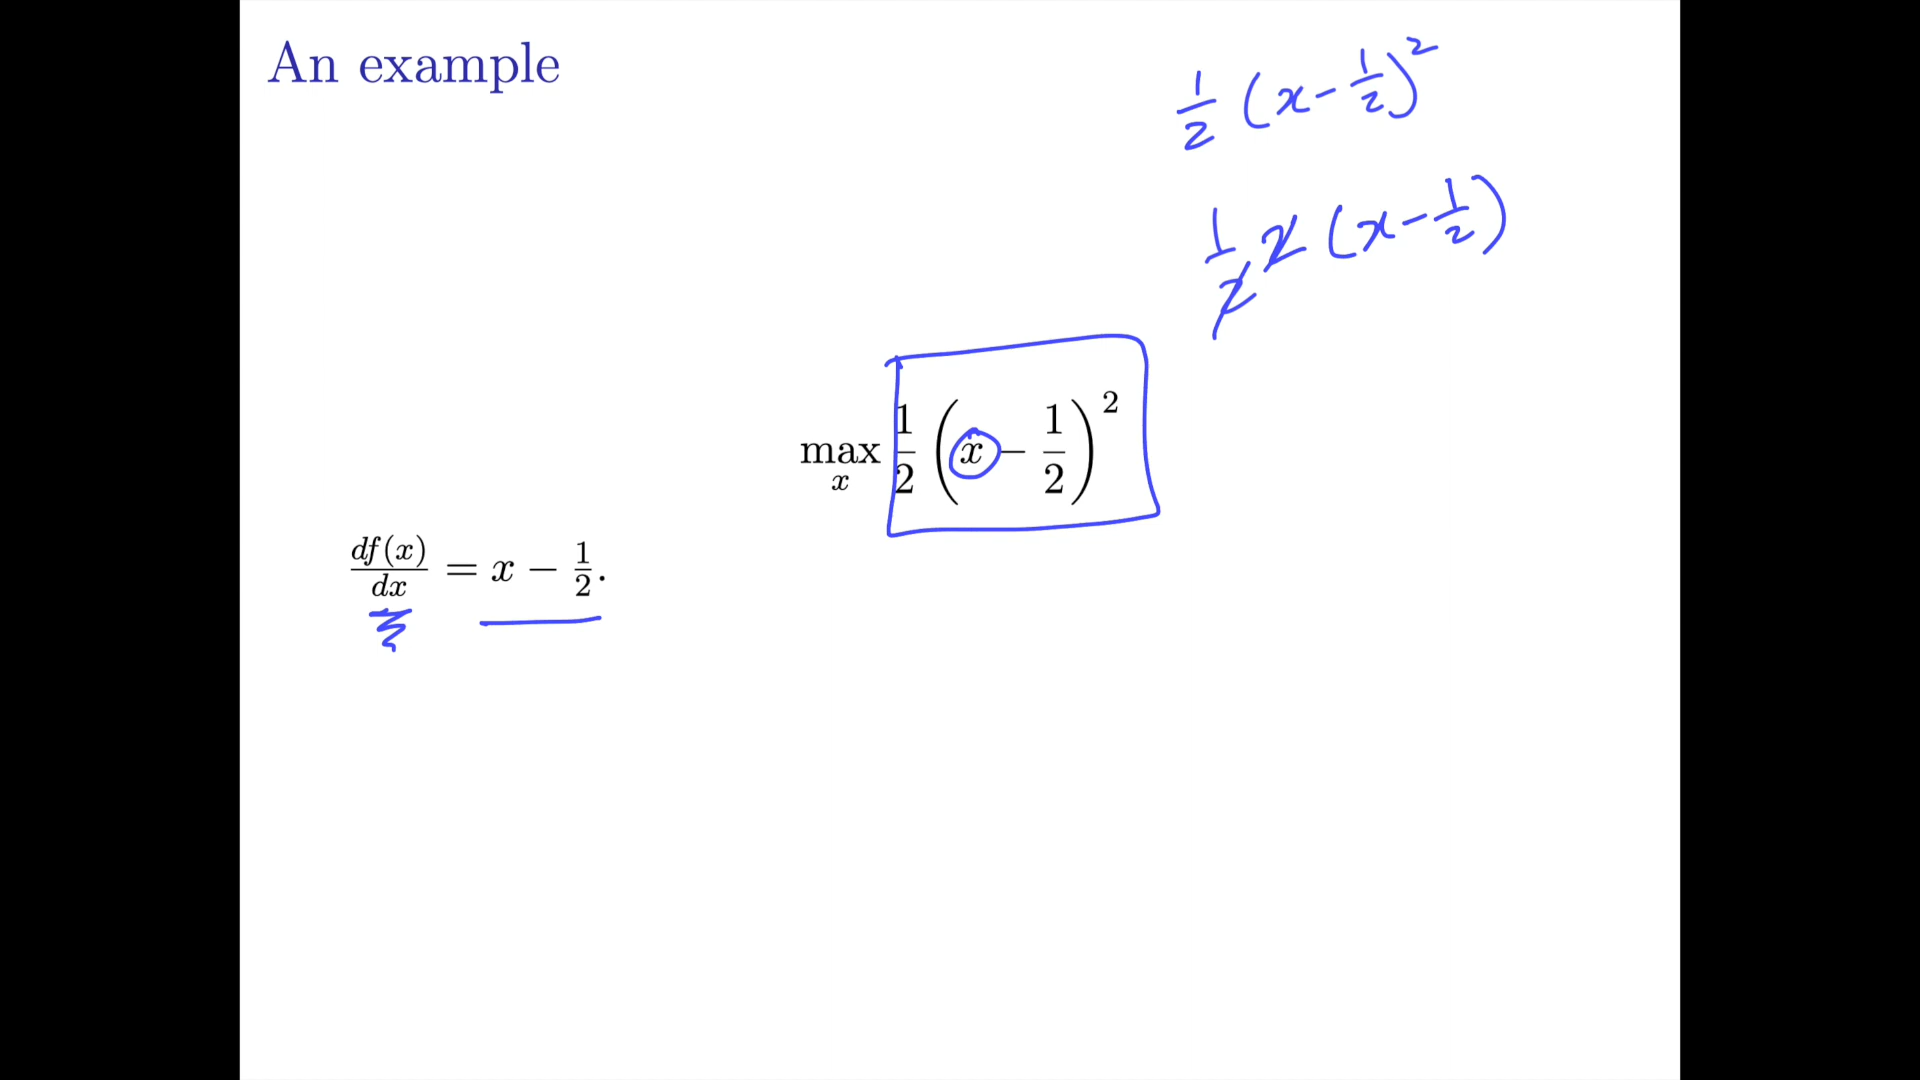 An example
½ (x − ½)²
½ 2 (x − ½)
max_x ½ (x − ½)²
df(x)/dx = x − ½.